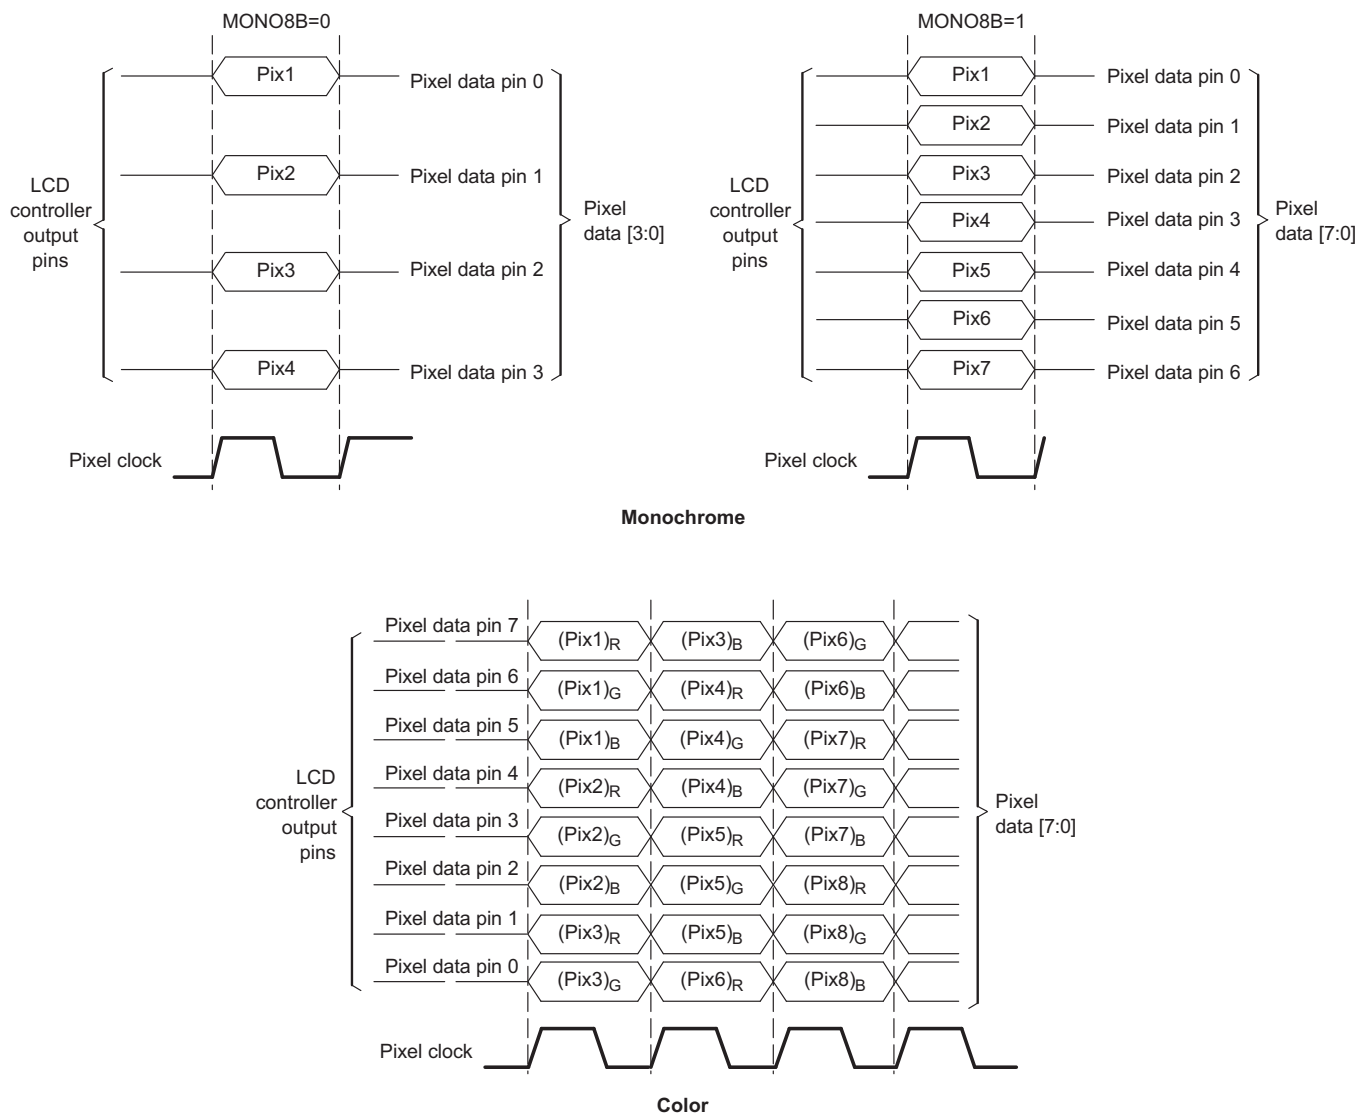 MONO8B=0
Pix1
Pixel data pin 0
Pix2
Pixel data pin 1
Pix3
Pixel data pin 2
Pix4
Pixel data pin 3
LCD
controller
output
pins
Pixel
data [3:0]
Pixel clock
MONO8B=1
Pix1
Pixel data pin 0
Pix2
Pixel data pin 1
Pix3
Pixel data pin 2
Pix4
Pixel data pin 3
Pix5
Pixel data pin 4
Pix6
Pixel data pin 5
Pix7
Pixel data pin 6
LCD
controller
output
pins
Pixel
data [7:0]
Pixel clock
Monochrome
Pixel data pin 7 (Pix1)R (Pix3)B (Pix6)G
Pixel data pin 6 (Pix1)G (Pix4)R (Pix6)B
Pixel data pin 5 (Pix1)B (Pix4)G (Pix7)R
Pixel data pin 4 (Pix2)R (Pix4)B (Pix7)G
Pixel data pin 3 (Pix2)G (Pix5)R (Pix7)B
Pixel data pin 2 (Pix2)B (Pix5)G (Pix8)R
Pixel data pin 1 (Pix3)R (Pix5)B (Pix8)G
Pixel data pin 0 (Pix3)G (Pix6)R (Pix8)B
LCD
controller
output
pins
Pixel
data [7:0]
Pixel clock
Color